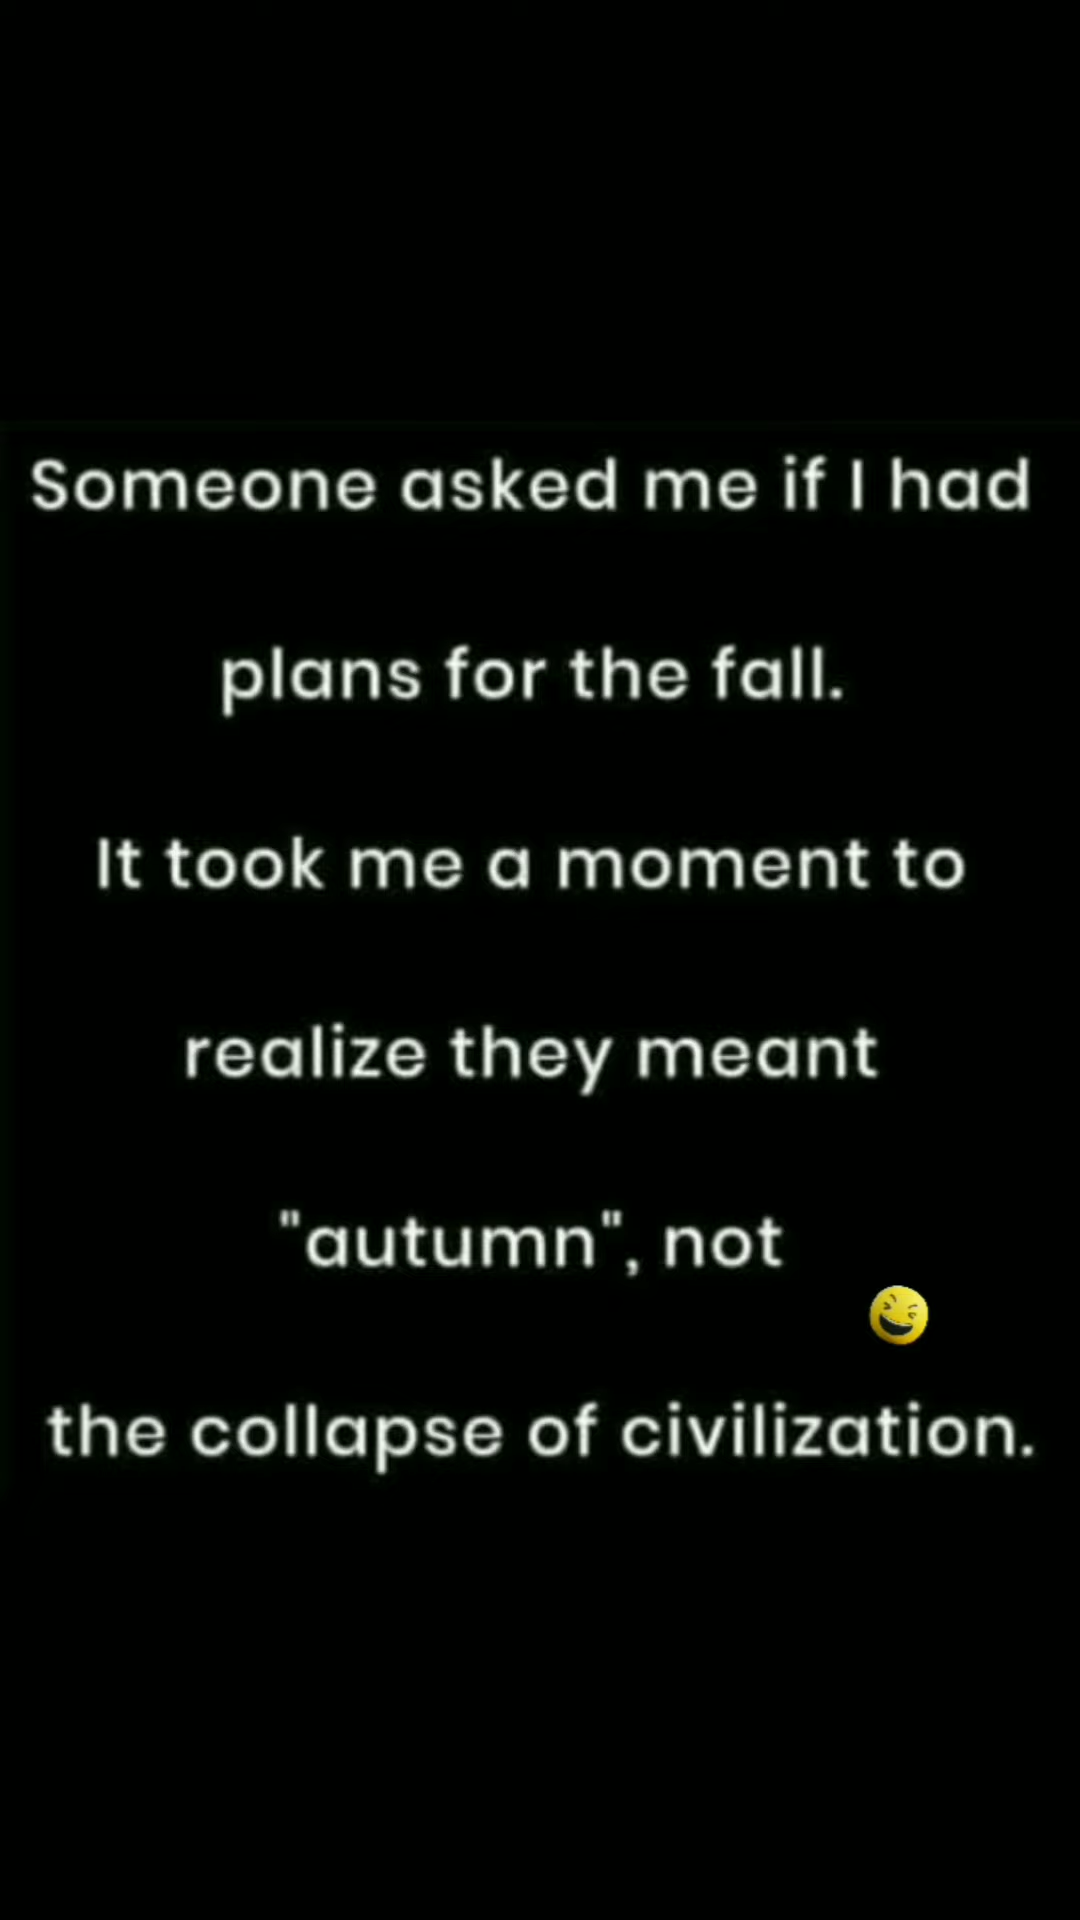 Someone asked me if I had
plans for the fall.
It took me a moment to
realize they meant
"autumn", not
the collapse of civilization.